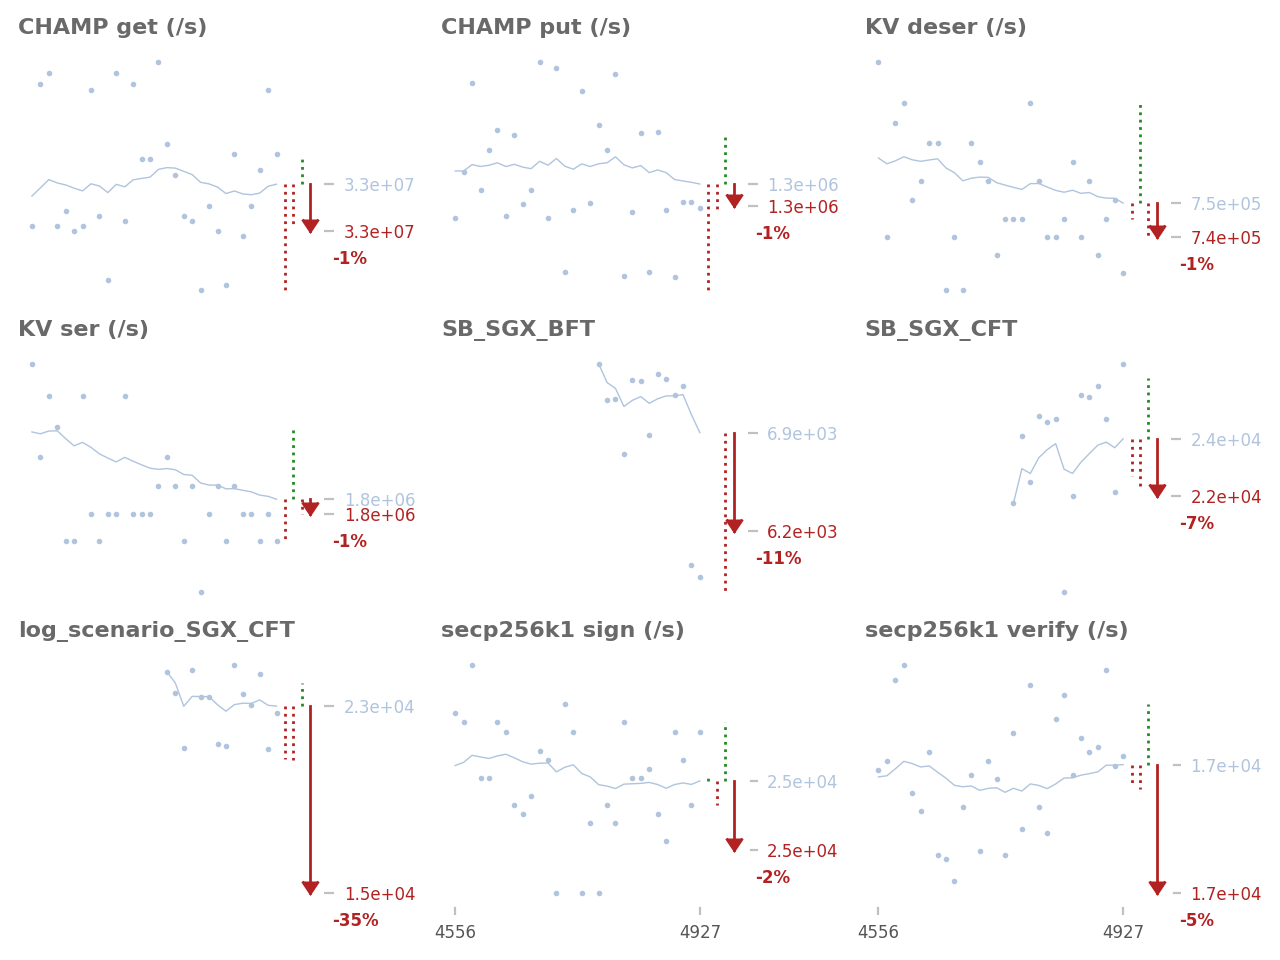 CHAMP get (/s)
3.3e+07
3.3e+07
-1%
CHAMP put (/s)
1.3e+06
1.3e+06
-1%
KV deser (/s)
7.5e+05
7.4e+05
-1%
KV ser (/s)
1.8e+06
1.8e+06
-1%
SB_SGX_BFT
6.9e+03
6.2e+03
-11%
SB_SGX_CFT
2.4e+04
2.2e+04
-7%
log_scenario_SGX_CFT
2.3e+04
1.5e+04
-35%
secp256k1 sign (/s)
2.5e+04
2.5e+04
-2%
4556
4927
secp256k1 verify (/s)
1.7e+04
1.7e+04
-5%
4556
4927